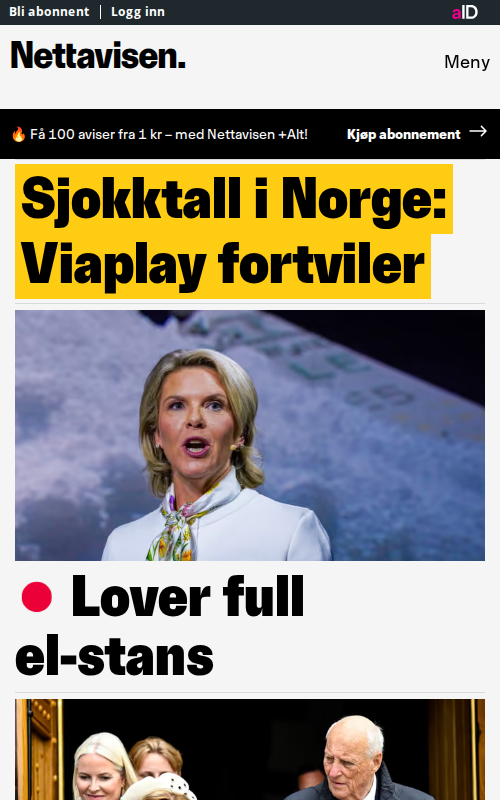 Bli abonnent | Logg inn
aID
Nettavisen.
Meny
🔥 Få 100 aviser fra 1 kr – med Nettavisen +Alt!
Kjøp abonnement →
Sjokktall i Norge:
Viaplay fortviler
Lover full
el-stans